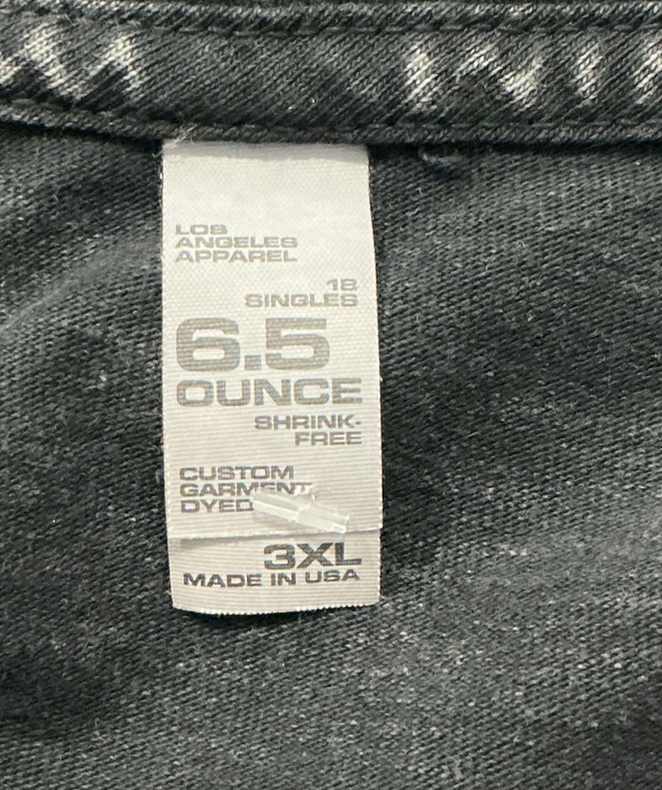 LOS
ANGELES
APPAREL
18
SINGLES
6.5
OUNCE
SHRINK-
FREE
CUSTOM
GARMENT
DYED
3XL
MADE IN USA